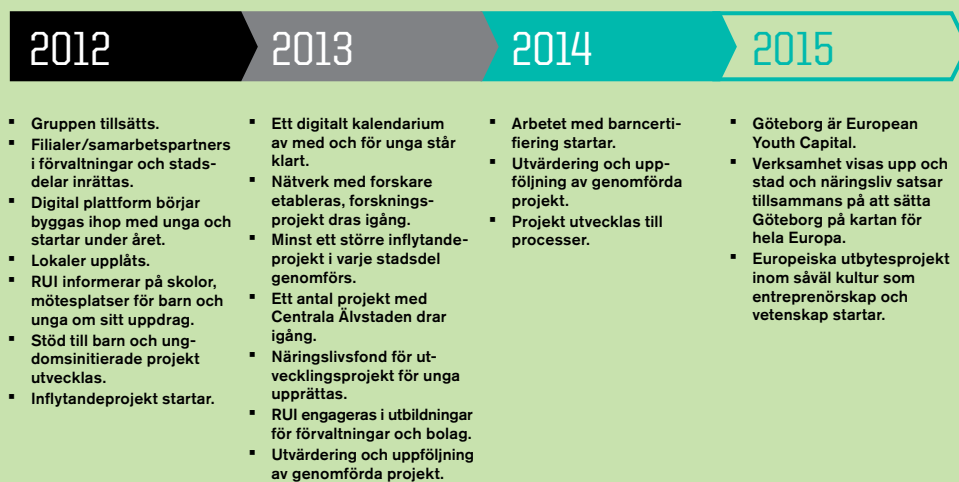 2012
▪ Gruppen tillsätts.
▪ Filialer/samarbetspartners
i förvaltningar och stads-
delar inrättas.
▪ Digital plattform börjar
byggas ihop med unga och
startar under året.
▪ Lokaler upplåts.
▪ RUI informerar på skolor,
mötesplatser för barn och
unga om sitt uppdrag.
▪ Stöd till barn och ung-
domsinitierade projekt
utvecklas.
▪ Inflytandeprojekt startar.
2013
▪ Ett digitalt kalendarium
av med och för unga står
klart.
▪ Nätverk med forskare
etableras, forsknings-
projekt dras igång.
▪ Minst ett större inflytande-
projekt i varje stadsdel
genomförs.
▪ Ett antal projekt med
Centrala Älvstaden drar
igång.
▪ Näringslivsfond för ut-
vecklingsprojekt för unga
upprättas.
▪ RUI engageras i utbildningar
för förvaltningar och bolag.
▪ Utvärdering och uppföljning
av genomförda projekt.
2014
▪ Arbetet med barncerti-
fiering startar.
▪ Utvärdering och upp-
följning av genomförda
projekt.
▪ Projekt utvecklas till
processer.
2015
▪ Göteborg är European
Youth Capital.
▪ Verksamhet visas upp och
stad och näringsliv satsar
tillsammans på att sätta
Göteborg på kartan för
hela Europa.
▪ Europeiska utbytesprojekt
inom såväl kultur som
entreprenörskap och
vetenskap startar.